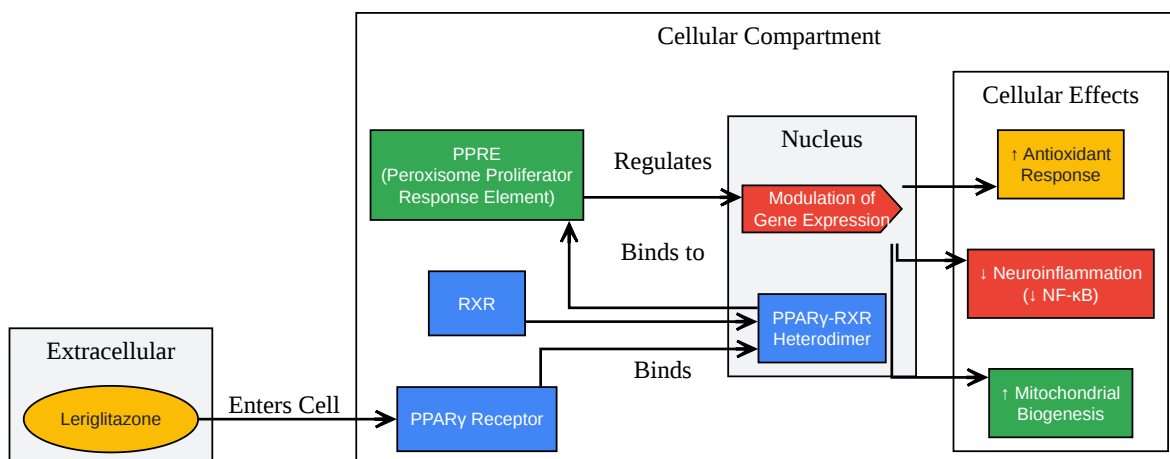 Cellular Compartment
Cellular Effects
Nucleus
PPRE
(Peroxisome Proliferator
Response Element)
Regulates
Modulation of
Gene Expression
↑ Antioxidant
Response
Binds to
↓ Neuroinflammation
(↓ NF-κB)
RXR
PPARγ-RXR
Heterodimer
Extracellular
Binds
Leriglitazone
Enters Cell
PPARγ Receptor
↑ Mitochondrial
Biogenesis